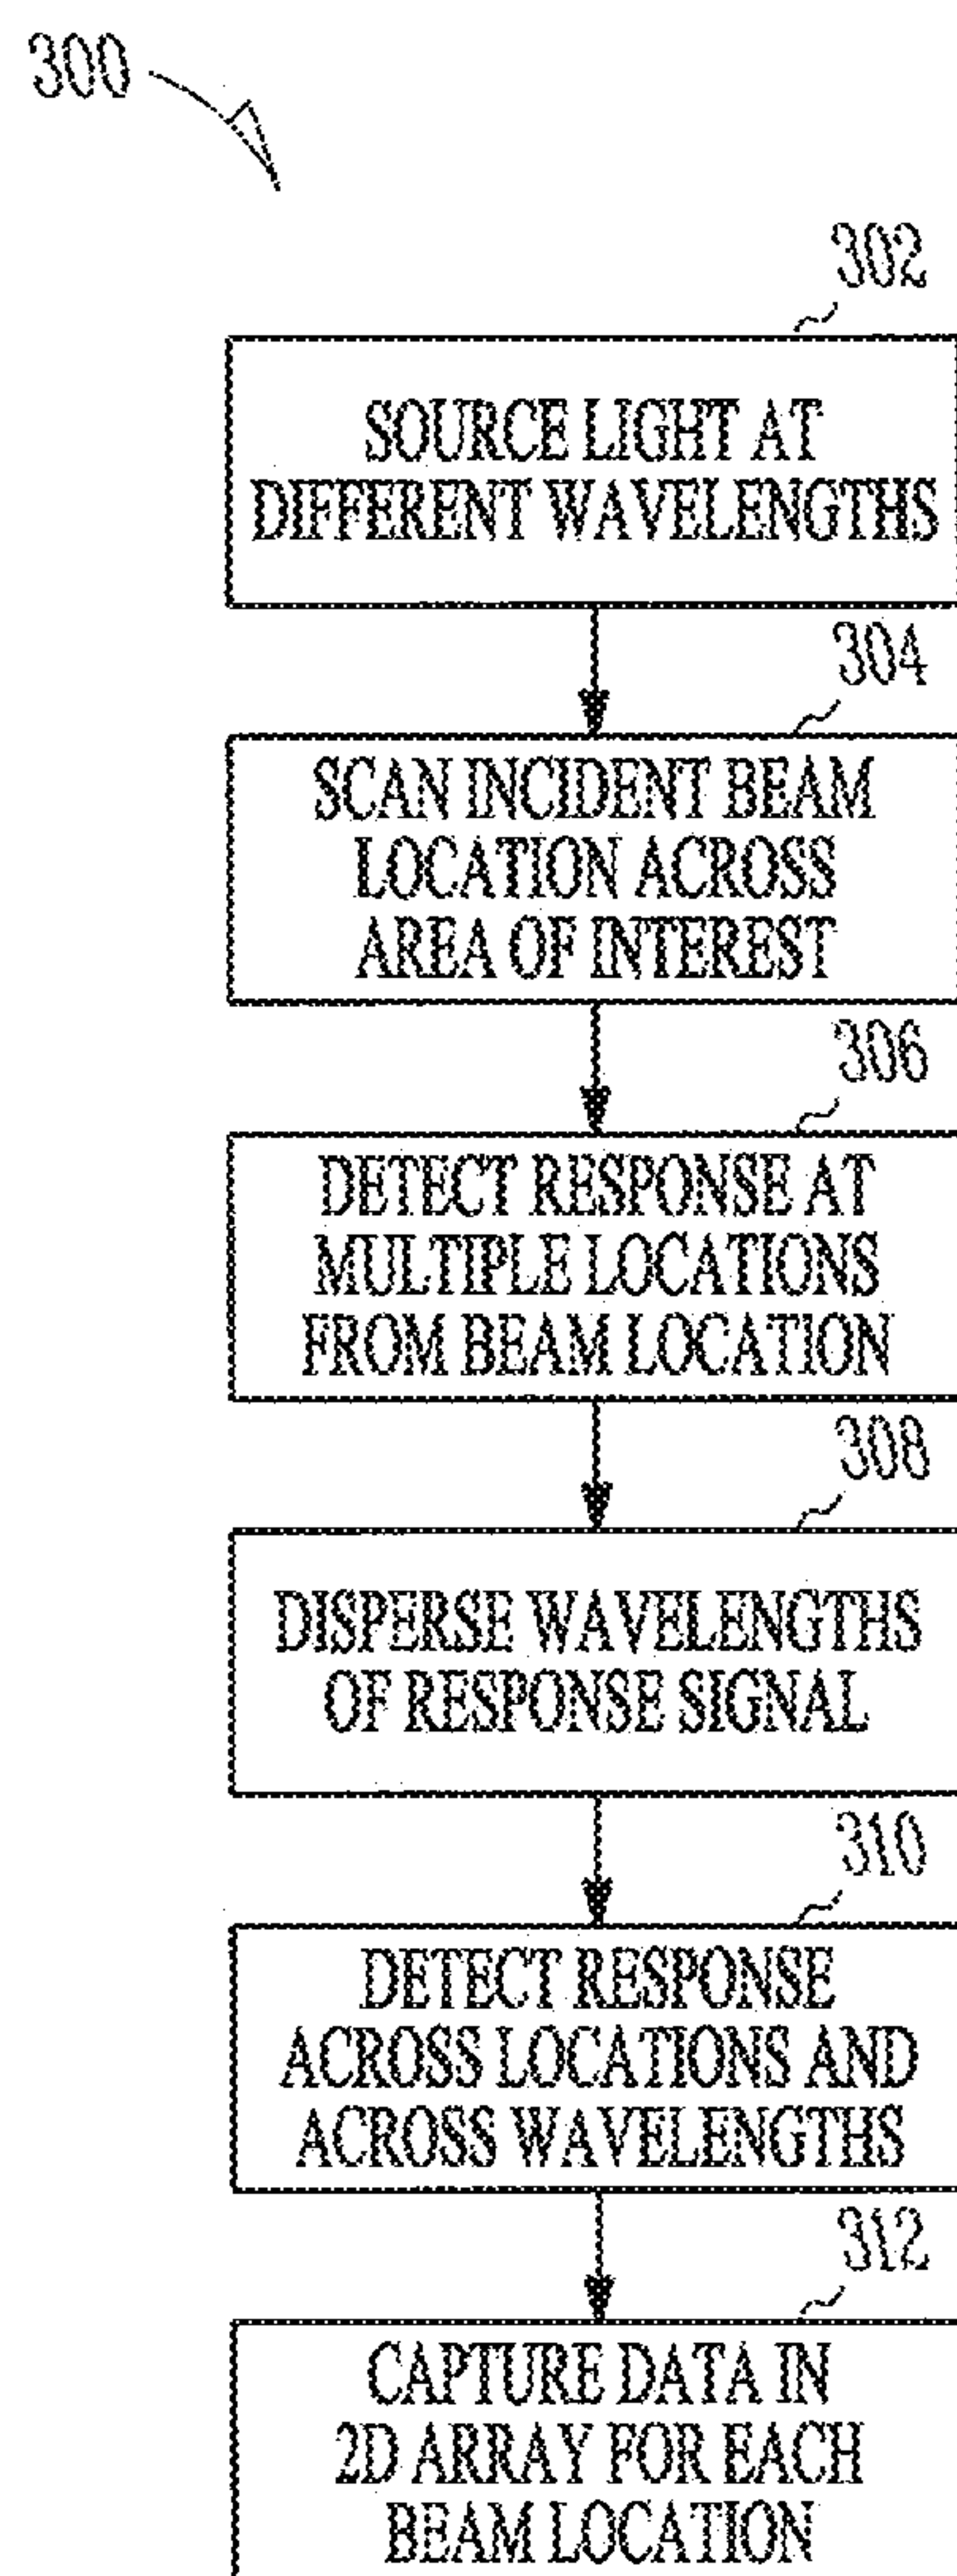 300
302
SOURCE LIGHT AT
DIFFERENT WAVELENGTHS
304
SCAN INCIDENT BEAM
LOCATION ACROSS
AREA OF INTEREST
306
DETECT RESPONSE AT
MULTIPLE LOCATIONS
FROM BEAM LOCATION
308
DISPERSE WAVELENGTHS
OF RESPONSE SIGNAL
310
DETECT RESPONSE
ACROSS LOCATIONS AND
ACROSS WAVELENGTHS
312
CAPTURE DATA IN
2D ARRAY FOR EACH
BEAM LOCATION